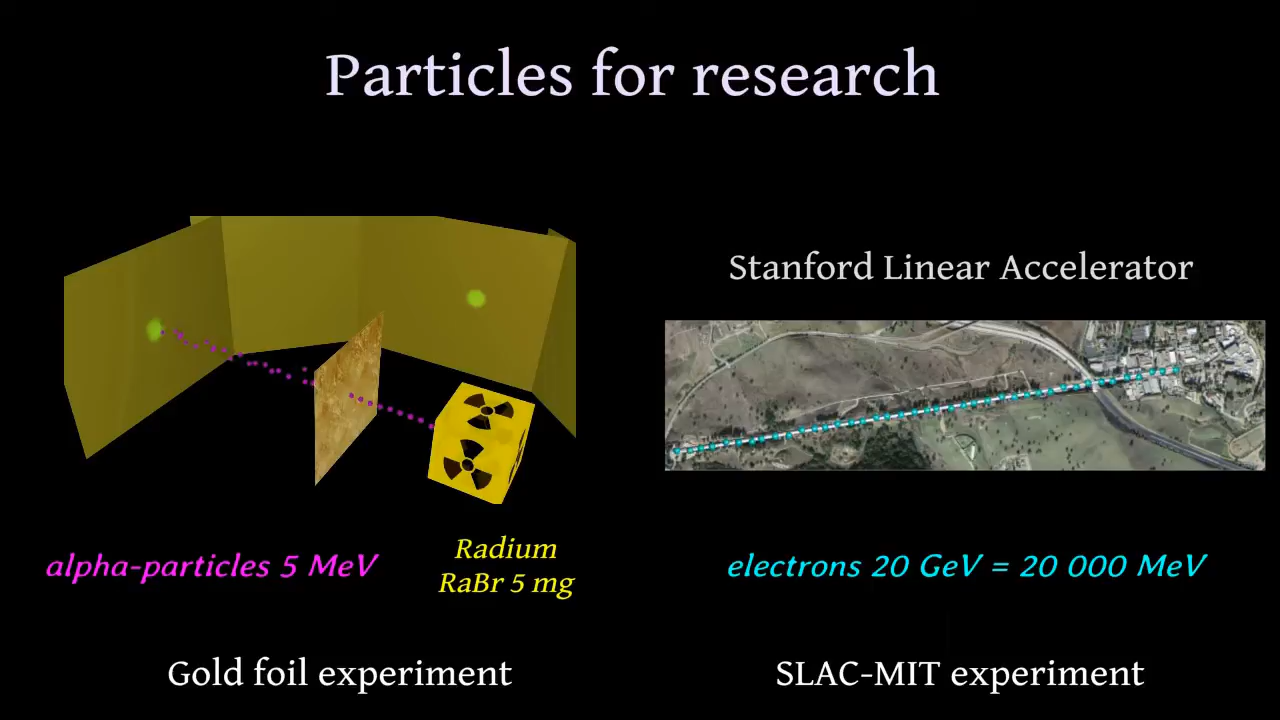 Particles for research
Stanford Linear Accelerator
alpha-particles 5 MeV
Radium
RaBr 5 mg
electrons 20 GeV = 20 000 MeV
Gold foil experiment
SLAC-MIT experiment